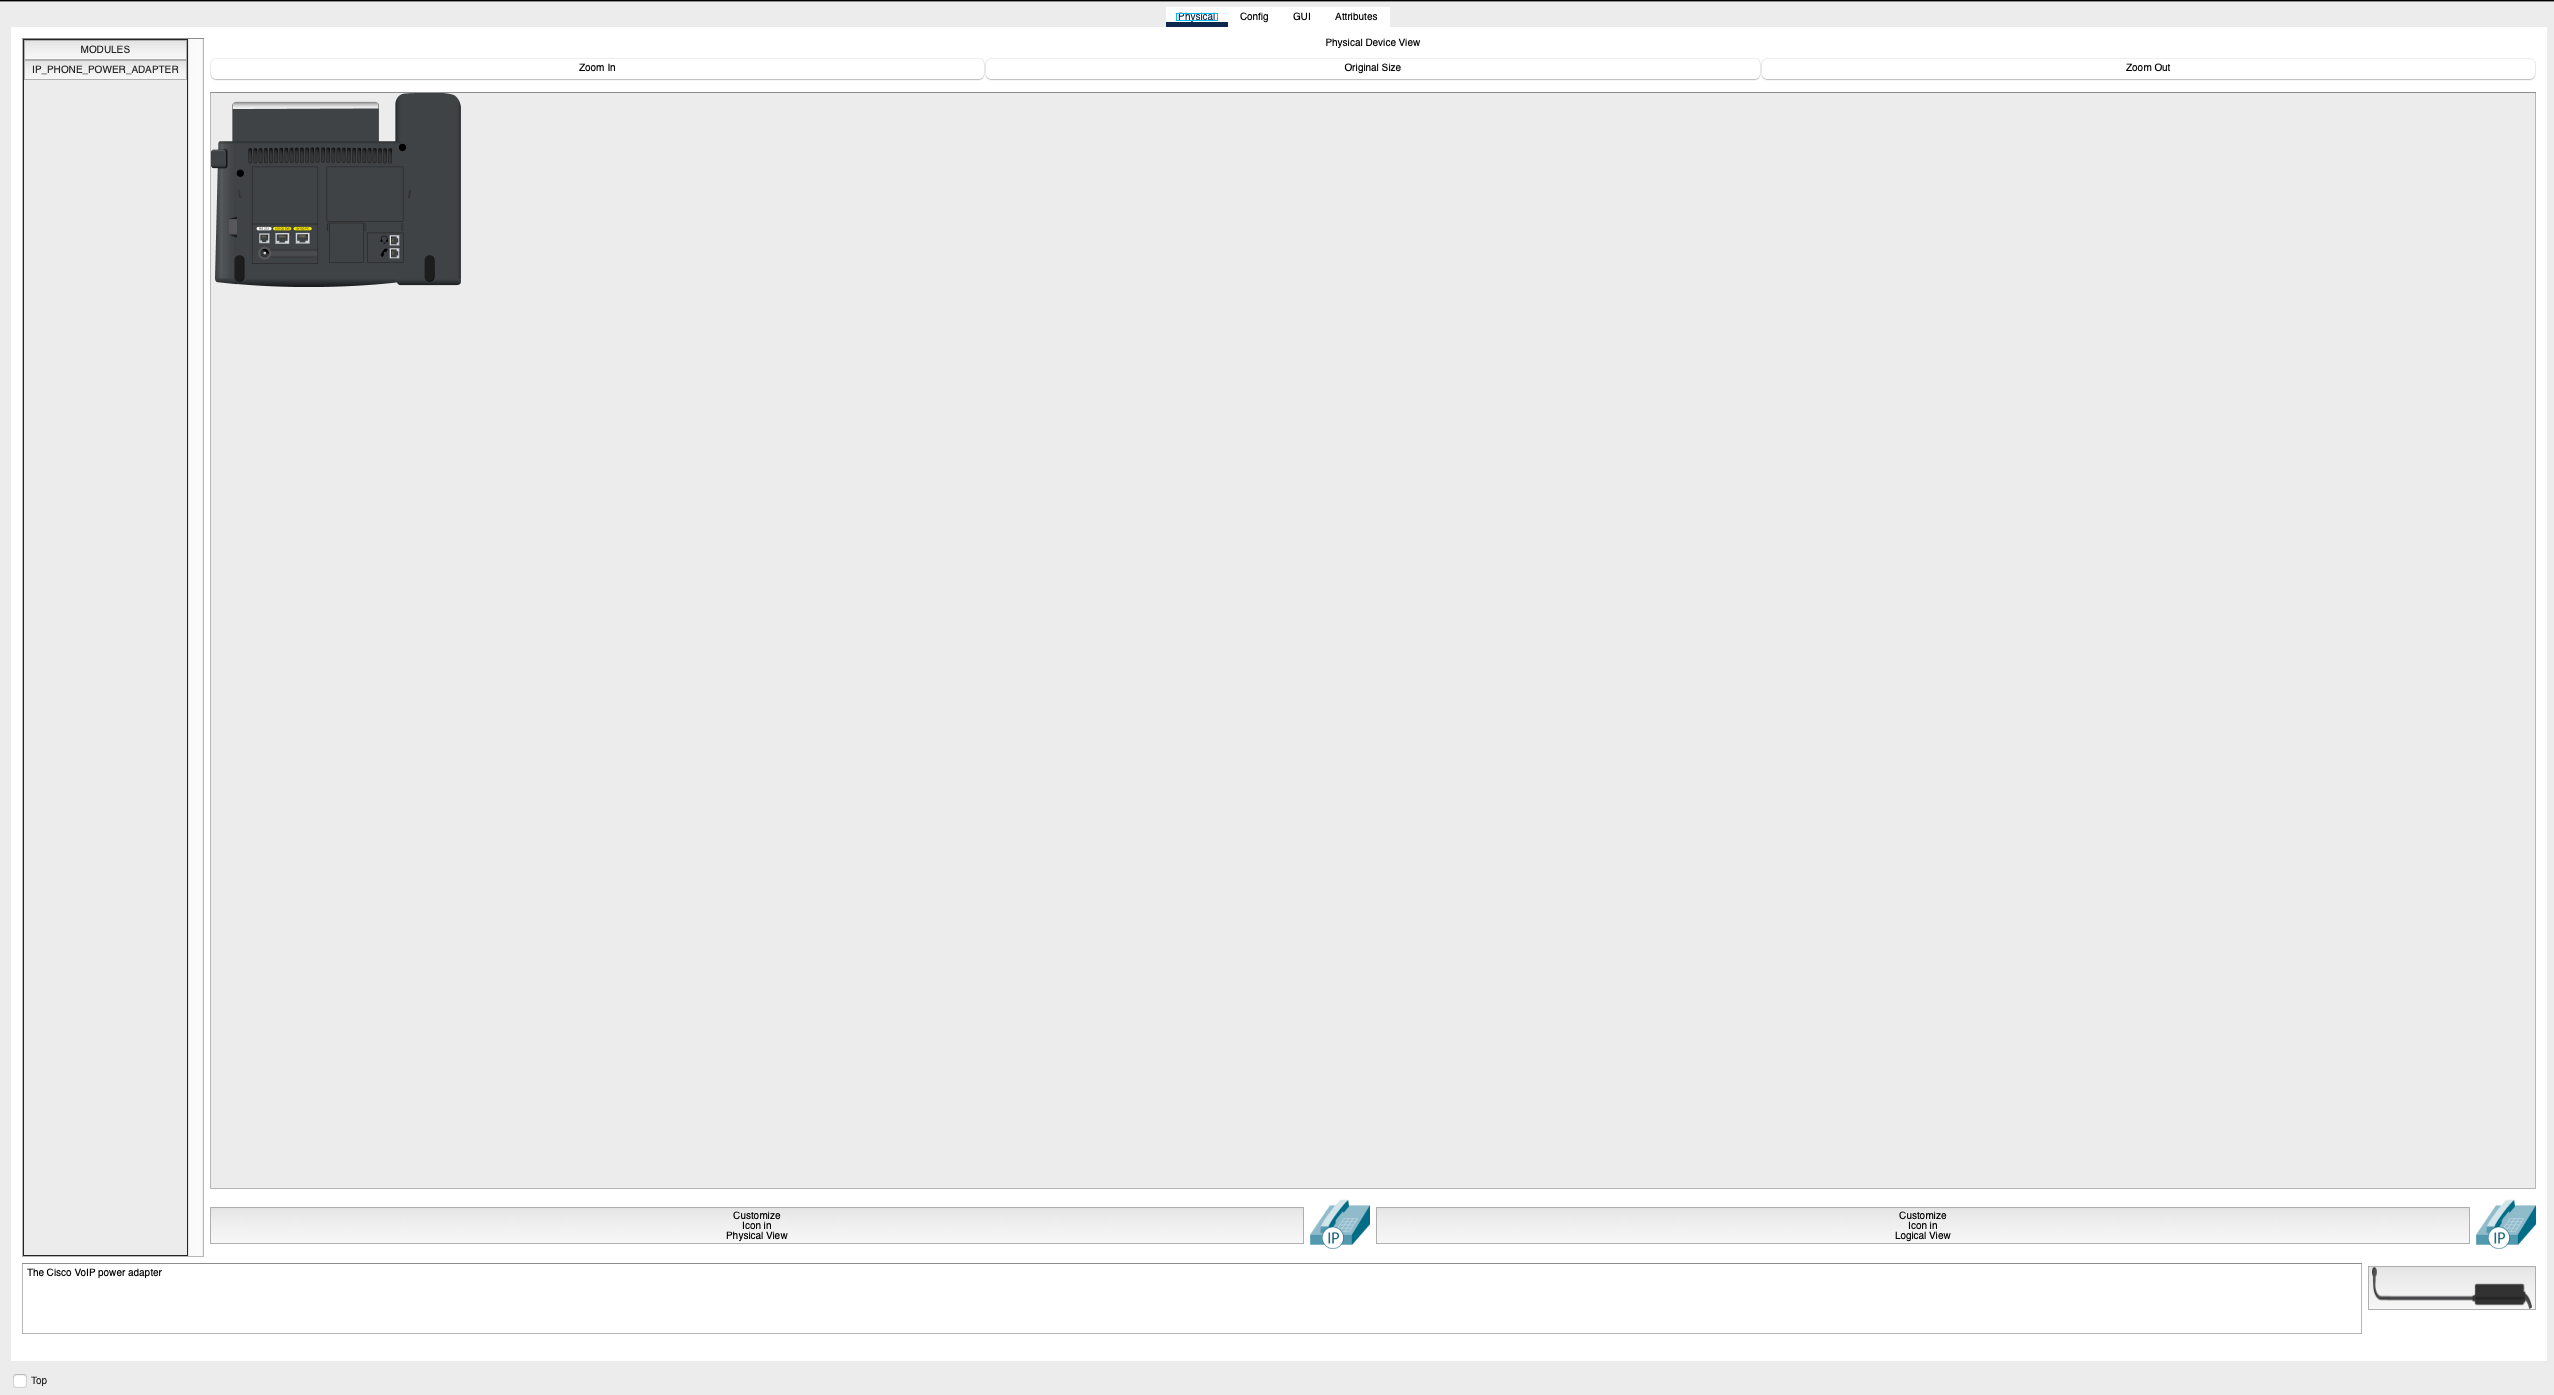 Physical Config GUI Attributes
MODULES
IP_PHONE_POWER_ADAPTER
Physical Device View
Zoom In Original Size Zoom Out
Customize
Icon in
Physical View
IP
Customize
Icon in
Logical View
IP
The Cisco VoIP power adapter
Top